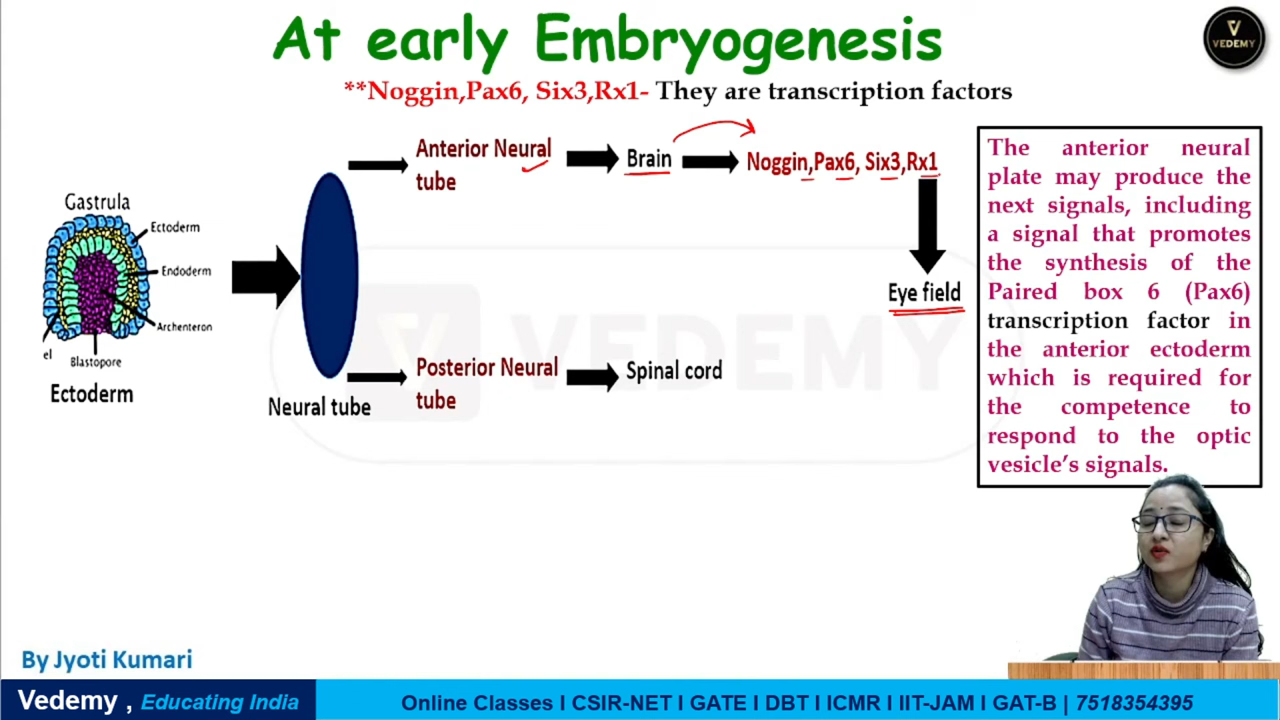 At early Embryogenesis
VEDEMY
**Noggin,Pax6, Six3,Rx1- They are transcription factors
Anterior Neural
tube
Brain
Noggin,Pax6, Six3,Rx1
Gastrula
Ectoderm
Endoderm
Archenteron
el
Blastopore
Ectoderm
Neural tube
Eye field
Posterior Neural
tube
Spinal cord
VEDEMY
The anterior neural
plate may produce the
next signals, including
a signal that promotes
the synthesis of the
Paired box 6 (Pax6)
transcription factor in
the anterior ectoderm
which is required for
the competence to
respond to the optic
vesicle’s signals.
By Jyoti Kumari
Vedemy , Educating India
Online Classes I CSIR-NET I GATE I DBT I ICMR I IIT-JAM I GAT-B | 7518354395